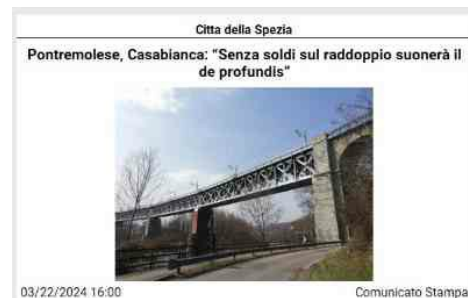 Citta della Spezia
Pontremolese, Casabianca: “Senza soldi sul raddoppio suonerà il
de profundis”
03/22/2024 16:00
Comunicato Stampa